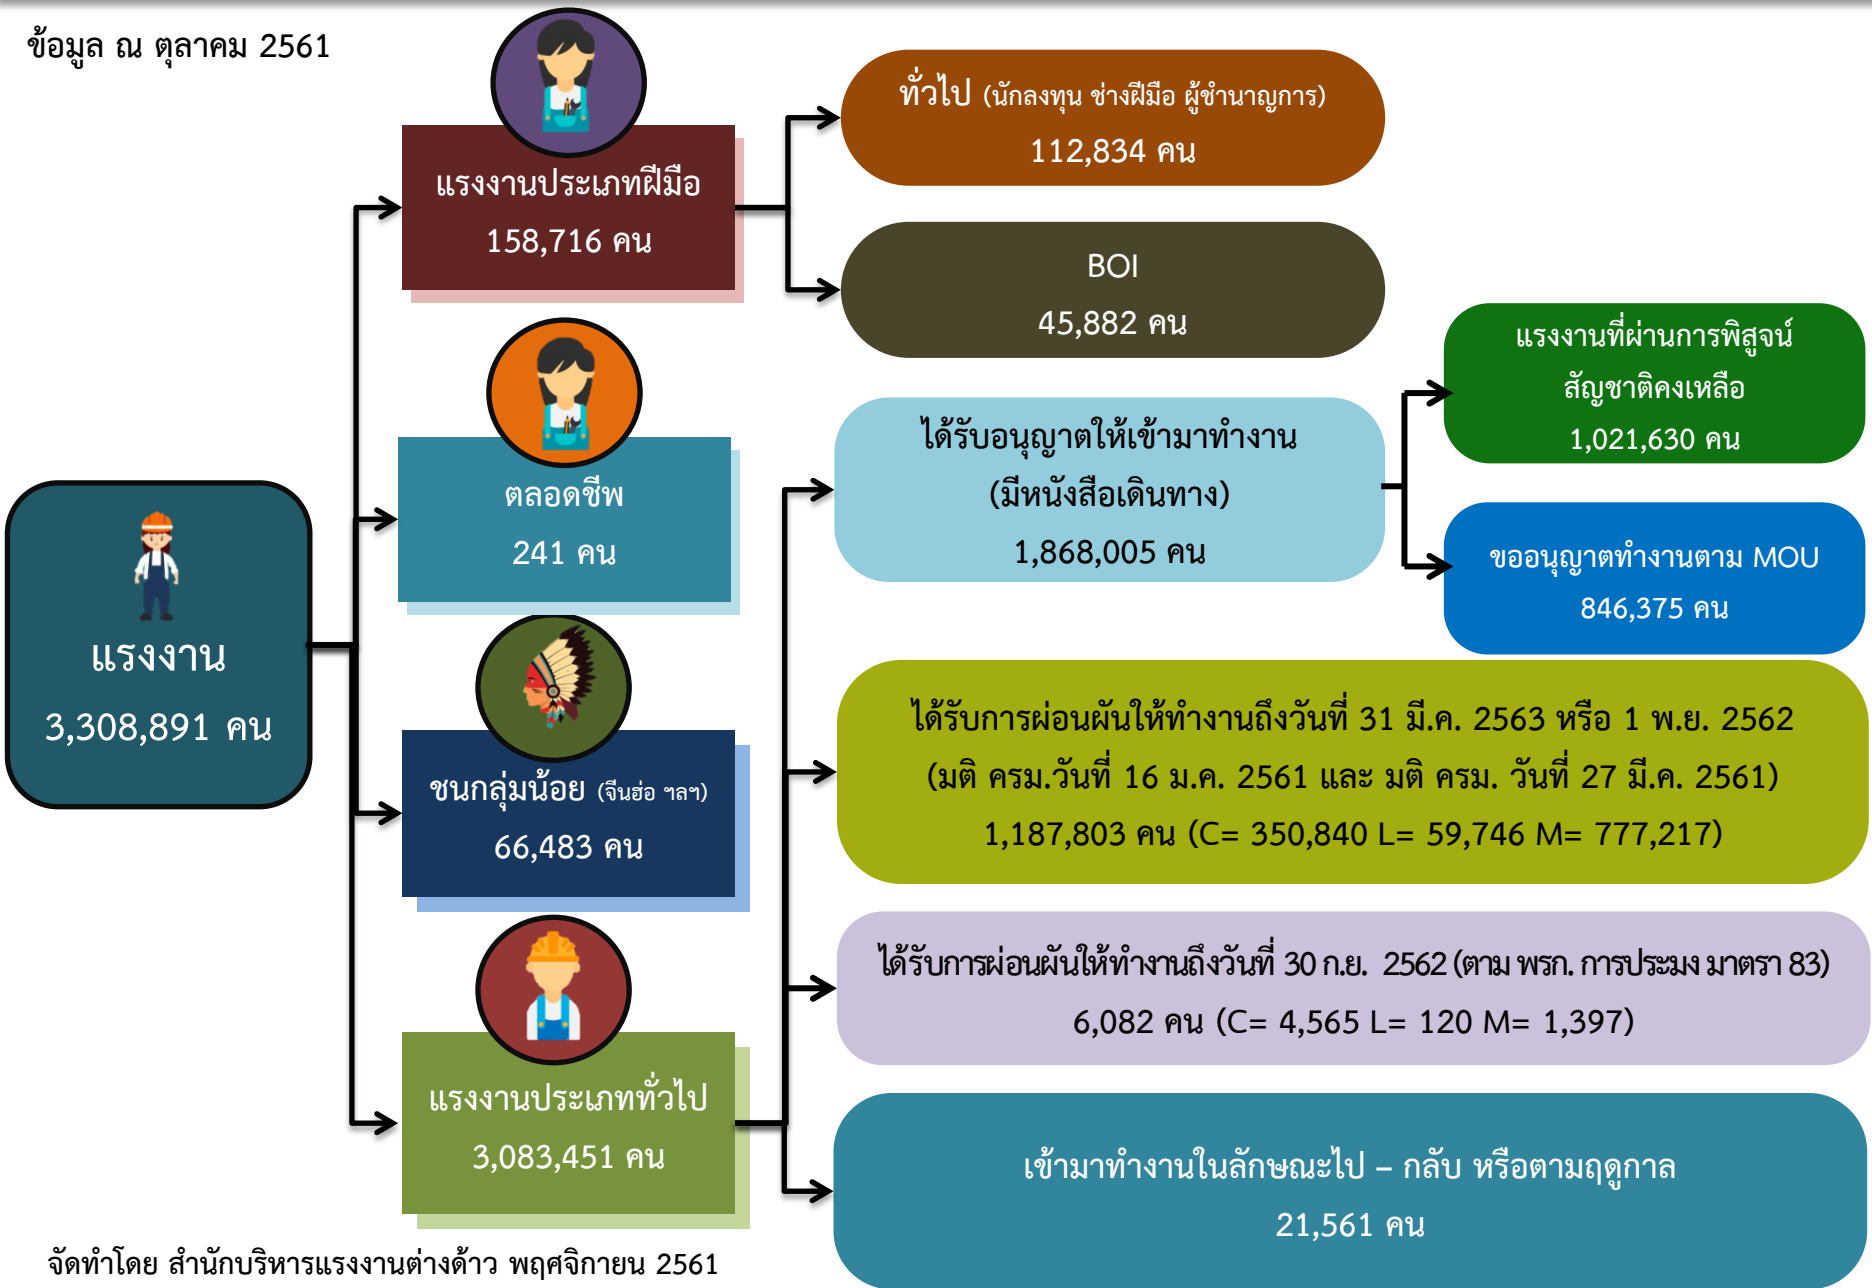 ข้อมูล ณ ตุลาคม 2561
แรงงาน
3,308,891 คน
แรงงานประเภทฝีมือ
158,716 คน
ทั่วไป (นักลงทุน ช่างฝีมือ ผู้ชำนาญการ)
112,834 คน
BOI
45,882 คน
ตลอดชีพ
241 คน
ชนกลุ่มน้อย (จีนฮ่อ ฯลฯ)
66,483 คน
แรงงานประเภททั่วไป
3,083,451 คน
ได้รับอนุญาตให้เข้ามาทำงาน
(มีหนังสือเดินทาง)
1,868,005 คน
แรงงานที่ผ่านการพิสูจน์
สัญชาติคงเหลือ
1,021,630 คน
ขออนุญาตทำงานตาม MOU
846,375 คน
ได้รับการผ่อนผันให้ทำงานถึงวันที่ 31 มี.ค. 2563 หรือ 1 พ.ย. 2562
(มติ ครม.วันที่ 16 ม.ค. 2561 และ มติ ครม. วันที่ 27 มี.ค. 2561)
1,187,803 คน (C= 350,840 L= 59,746 M= 777,217)
ได้รับการผ่อนผันให้ทำงานถึงวันที่ 30 ก.ย. 2562 (ตาม พรก. การประมง มาตรา 83)
6,082 คน (C= 4,565 L= 120 M= 1,397)
เข้ามาทำงานในลักษณะไป – กลับ หรือตามฤดูกาล
21,561 คน
จัดทำโดย สำนักบริหารแรงงานต่างด้าว พฤศจิกายน 2561